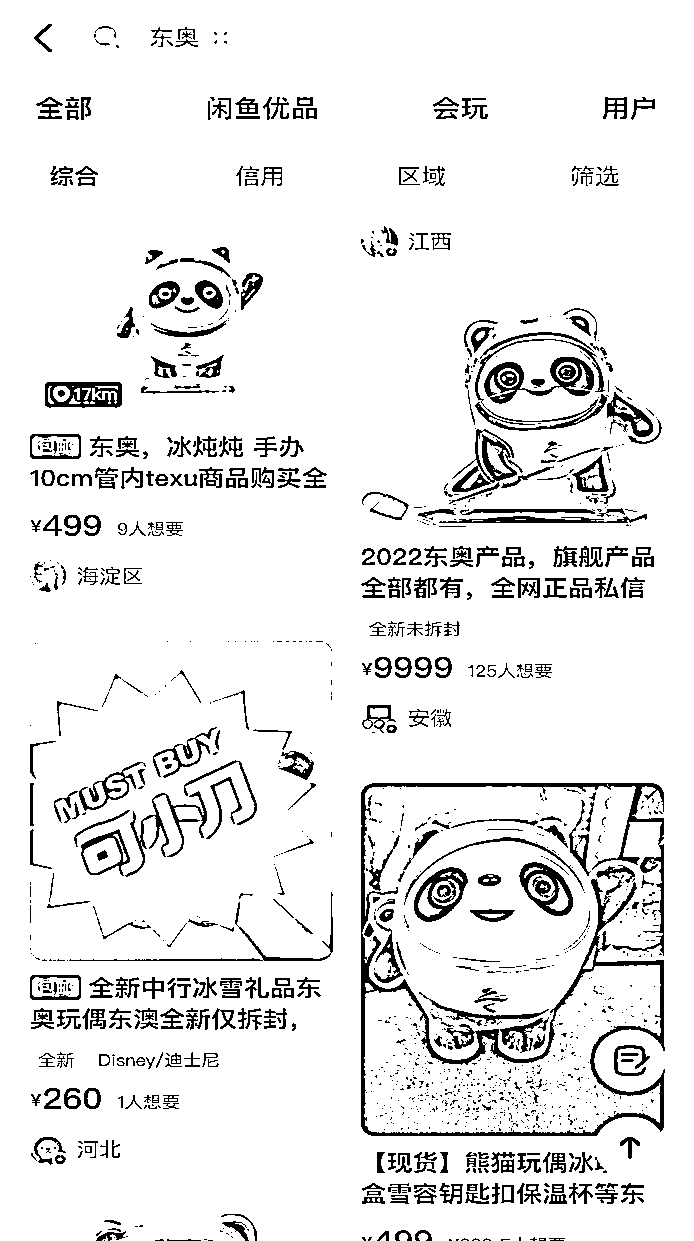 东奥
全部 闲鱼优品 会玩 用户
综合 信用 区域 筛选
17km
包邮 东奥，冰炖炖 手办
10cm管内texu商品购买全
¥499 9人想要
海淀区
MUST BUY
可小刀
包邮 全新中行冰雪礼品东
奥玩偶东澳全新仅拆封，
全新 Disney/迪士尼
¥260 1人想要
河北
江西
2022东奥产品，旗舰产品
全部都有，全网正品私信
全新未拆封
¥9999 125人想要
安徽
【现货】熊猫玩偶冰
盒雪容钥匙扣保温杯等东
¥499